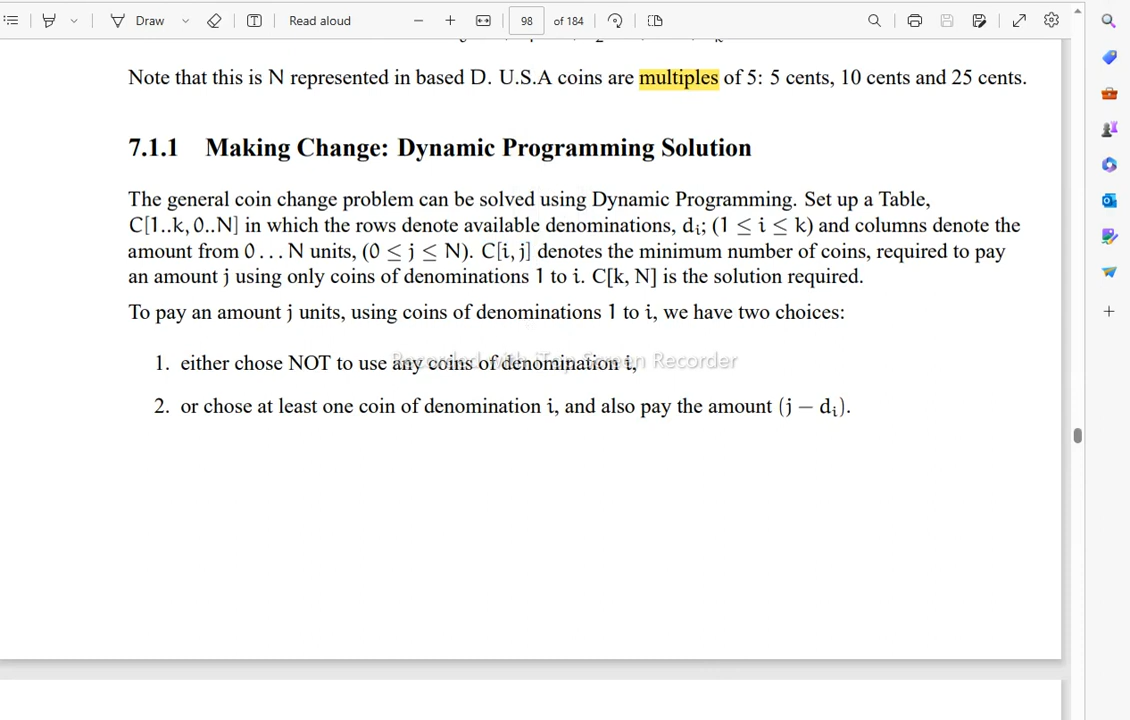 Draw
Read aloud
98 of 184
Note that this is N represented in based D. U.S.A coins are multiples of 5: 5 cents, 10 cents and 25 cents.
7.1.1 Making Change: Dynamic Programming Solution
The general coin change problem can be solved using Dynamic Programming. Set up a Table,
C[1..k, 0..N] in which the rows denote available denominations, dᵢ; (1 ≤ i ≤ k) and columns denote the
amount from 0 . . . N units, (0 ≤ j ≤ N). C[i, j] denotes the minimum number of coins, required to pay
an amount j using only coins of denominations 1 to i. C[k, N] is the solution required.
To pay an amount j units, using coins of denominations 1 to i, we have two choices:
1. either chose NOT to use any coins of denomination i,
Recorded with iTop Screen Recorder
2. or chose at least one coin of denomination i, and also pay the amount (j − dᵢ).